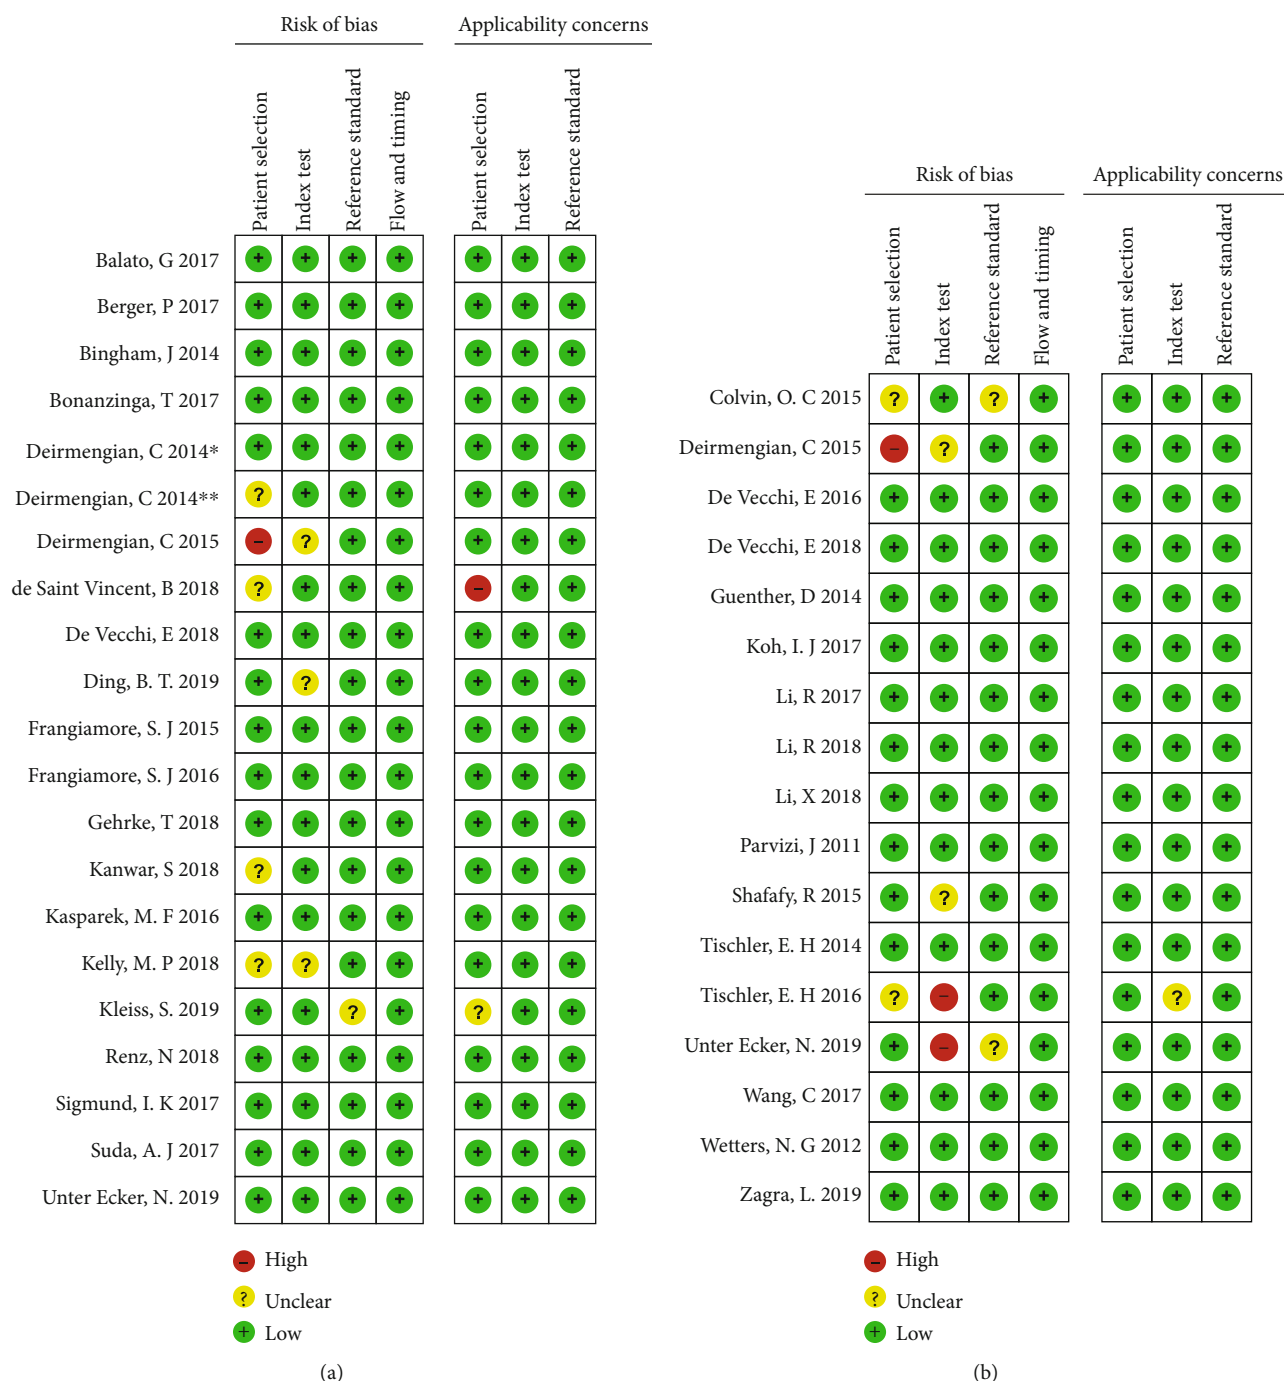 Risk of bias
Applicability concerns
Patient selection
Index test
Reference standard
Flow and timing
Patient selection
Index test
Reference standard
Balato, G 2017
+ + + + + + +
Berger, P 2017
+ + + + + + +
Bingham, J 2014
+ + + + + + +
Bonanzinga, T 2017
+ + + + + + +
Deirmengian, C 2014*
+ + + + + + +
Deirmengian, C 2014**
? + + + + + +
Deirmengian, C 2015
– ? + + + + +
de Saint Vincent, B 2018
? + + + – + +
De Vecchi, E 2018
+ + + + + + +
Ding, B. T. 2019
+ ? + + + + +
Frangiamore, S. J 2015
+ + + + + + +
Frangiamore, S. J 2016
+ + + + + + +
Gehrke, T 2018
+ + + + + + +
Kanwar, S 2018
? + + + + + +
Kasparek, M. F 2016
+ + + + + + +
Kelly, M. P 2018
? ? + + + + +
Kleiss, S. 2019
+ + ? + ? + +
Renz, N 2018
+ + + + + + +
Sigmund, I. K 2017
+ + + + + + +
Suda, A. J 2017
+ + + + + + +
Unter Ecker, N. 2019
+ + + + + + +
– High
? Unclear
+ Low
(a)
Risk of bias
Applicability concerns
Patient selection
Index test
Reference standard
Flow and timing
Patient selection
Index test
Reference standard
Colvin, O. C 2015
? + ? + + + +
Deirmengian, C 2015
– ? + + + + +
De Vecchi, E 2016
+ + + + + + +
De Vecchi, E 2018
+ + + + + + +
Guenther, D 2014
+ + + + + + +
Koh, I. J 2017
+ + + + + + +
Li, R 2017
+ + + + + + +
Li, R 2018
+ + + + + + +
Li, X 2018
+ + + + + + +
Parvizi, J 2011
+ + + + + + +
Shafafy, R 2015
+ ? + + + + +
Tischler, E. H 2014
+ + + + + + +
Tischler, E. H 2016
? – + + + ? +
Unter Ecker, N. 2019
+ – ? + + + +
Wang, C 2017
+ + + + + + +
Wetters, N. G 2012
+ + + + + + +
Zagra, L. 2019
+ + + + + + +
– High
? Unclear
+ Low
(b)